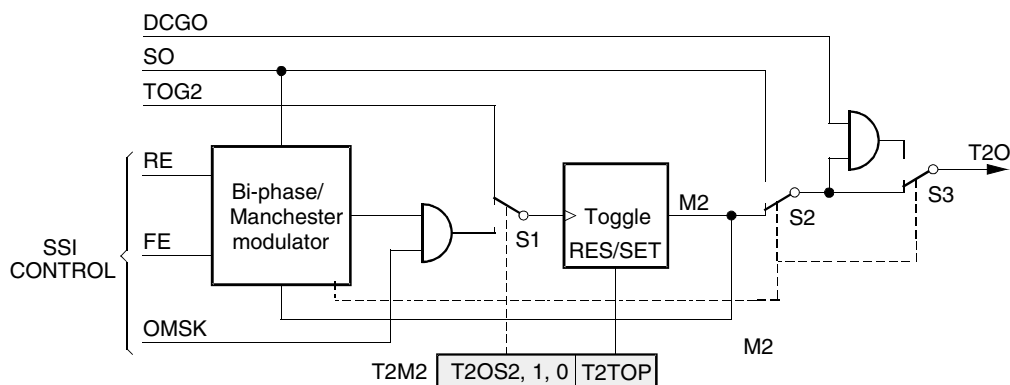 DCGO
SO
TOG2
RE
Bi-phase/
Manchester
modulator
FE
SSI
CONTROL
OMSK
S1
Toggle
RES/SET
M2
S2
S3
T2O
M2
T2M2 T2OS2, 1, 0 T2TOP